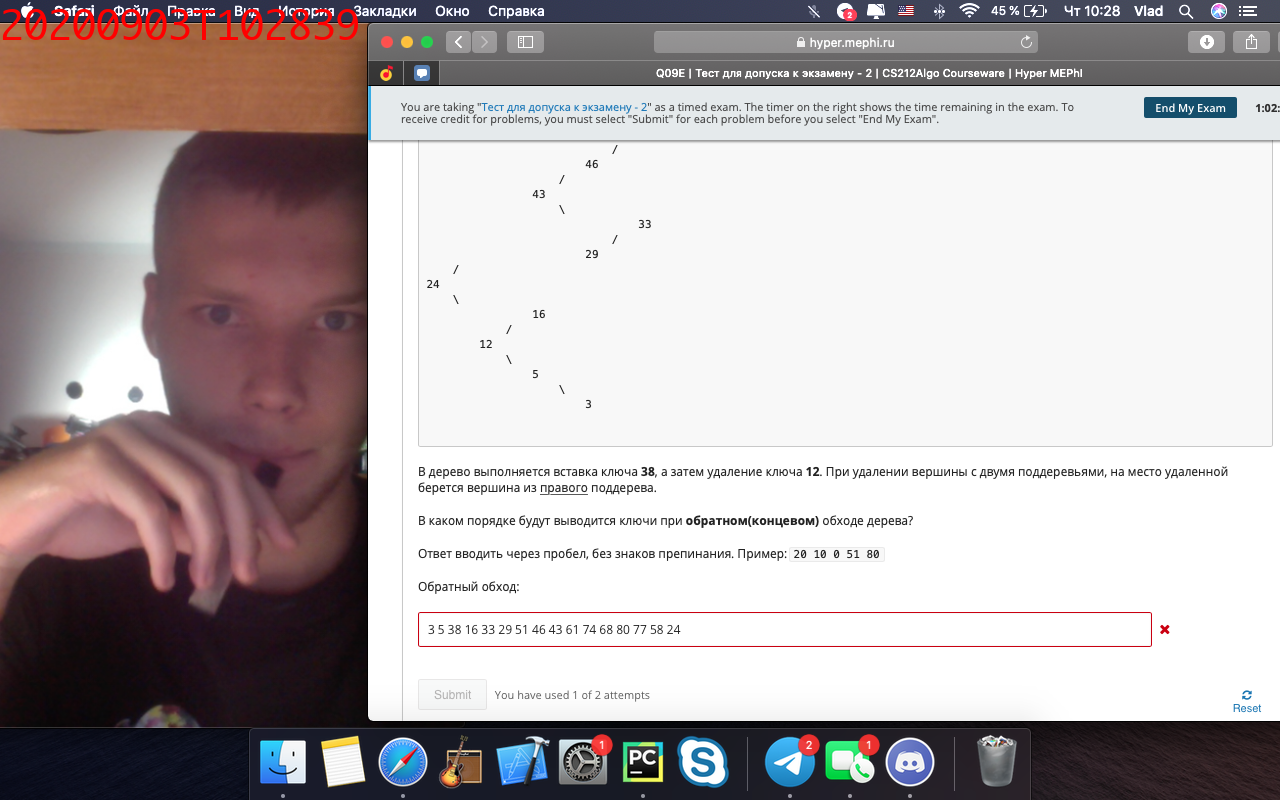 20200903T102839
Safari Файл Правка Вид История Закладки Окно Справка 2 45 % Чт 10:28 Vlad
hyper.mephi.ru
Q09E | Тест для допуска к экзамену - 2 | CS212Algo Courseware | Hyper MEPhI
You are taking "Тест для допуска к экзамену - 2" as a timed exam. The timer on the right shows the time remaining in the exam. To
receive credit for problems, you must select "Submit" for each problem before you select "End My Exam".
End My Exam 1:02:
/
46
/
43
\
33
/
29
/
24
\
16
/
12
\
5
\
3
В дерево выполняется вставка ключа 38, а затем удаление ключа 12. При удалении вершины с двумя поддеревьями, на место удаленной
берется вершина из правого поддерева.
В каком порядке будут выводится ключи при обратном(концевом) обходе дерева?
Ответ вводить через пробел, без знаков препинания. Пример: 20 10 0 51 80
Обратный обход:
3 5 38 16 33 29 51 46 43 61 74 68 80 77 58 24
Submit You have used 1 of 2 attempts
Reset
1 PC 2 1